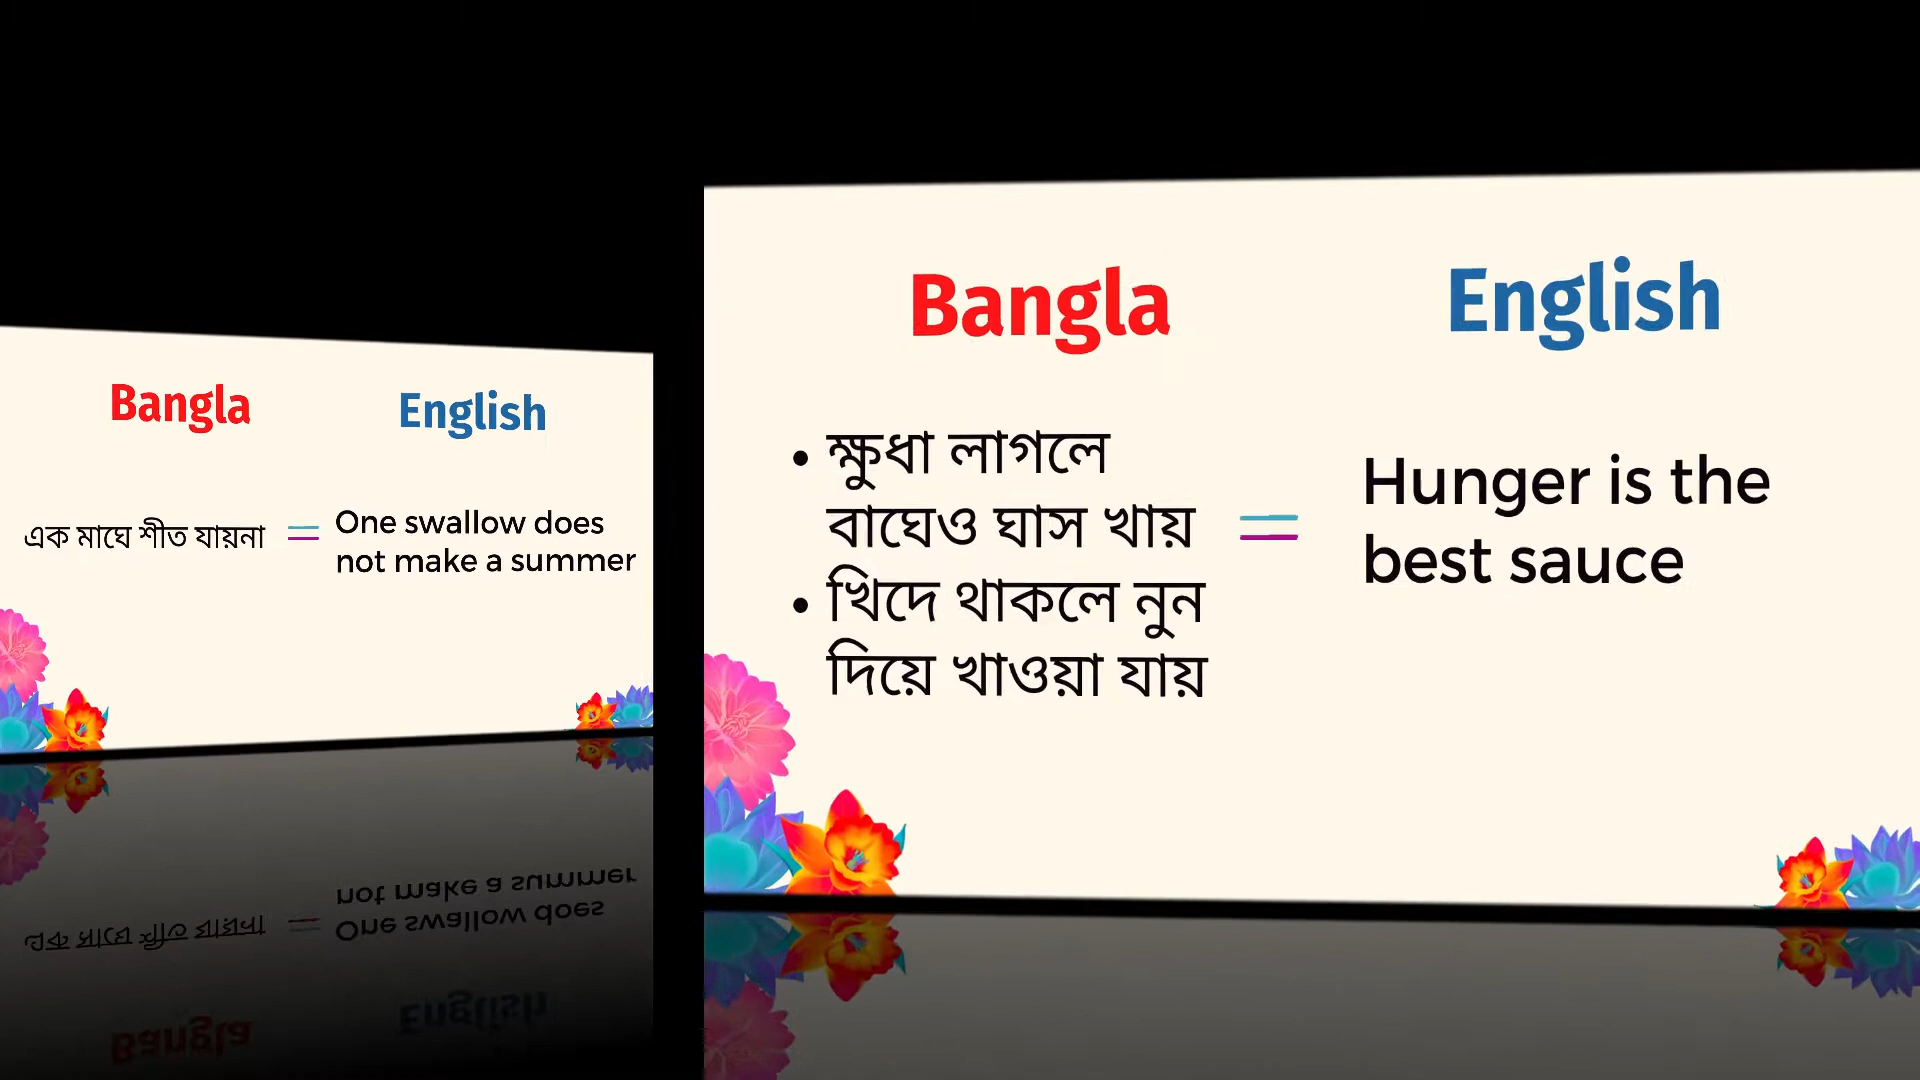 Bangla
English
এক মাঘে শীত যায়না
=
One swallow does
not make a summer
Bangla
English
• ক্ষুধা লাগলে
বাঘেও ঘাস খায়
• খিদে থাকলে নুন
দিয়ে খাওয়া যায়
=
Hunger is the
best sauce